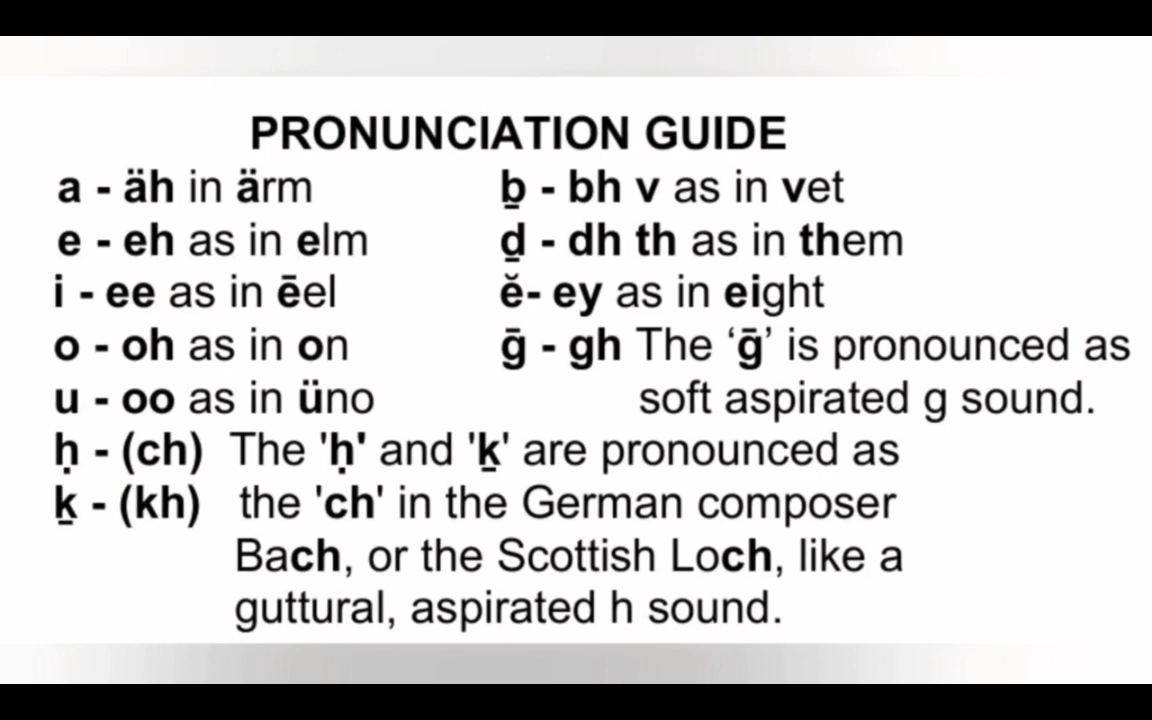 PRONUNCIATION GUIDE
a - äh in ärm
e - eh as in elm
i - ee as in ēel
o - oh as in on
u - oo as in üno
ḇ - bh v as in vet
ḏ - dh th as in them
ĕ- ey as in eight
ḡ - gh The ‘ḡ’ is pronounced as
soft aspirated g sound.
ḥ - (ch) The 'ḥ' and 'ḵ' are pronounced as
ḵ - (kh) the 'ch' in the German composer
Bach, or the Scottish Loch, like a
guttural, aspirated h sound.